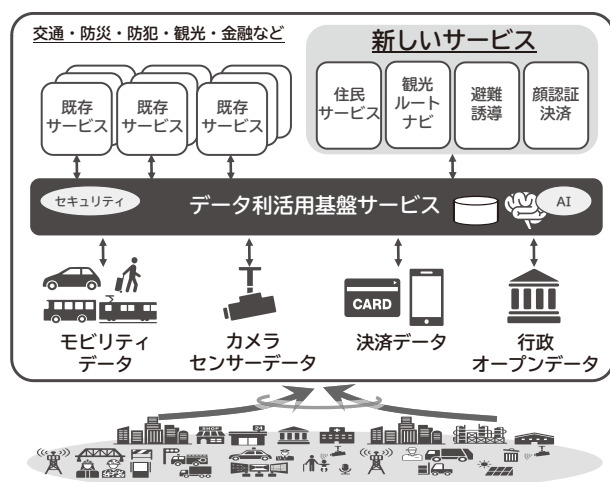 交通・防災・防犯・観光・金融など
新しいサービス
既存
サービス
既存
サービス
既存
サービス
住民
サービス
観光
ルート
ナビ
避難
誘導
顔認証
決済
セキュリティ
データ利活用基盤サービス
AI
CARD
モビリティ
データ
カメラ
センサーデータ
決済データ
行政
オープンデータ
SHOP
24